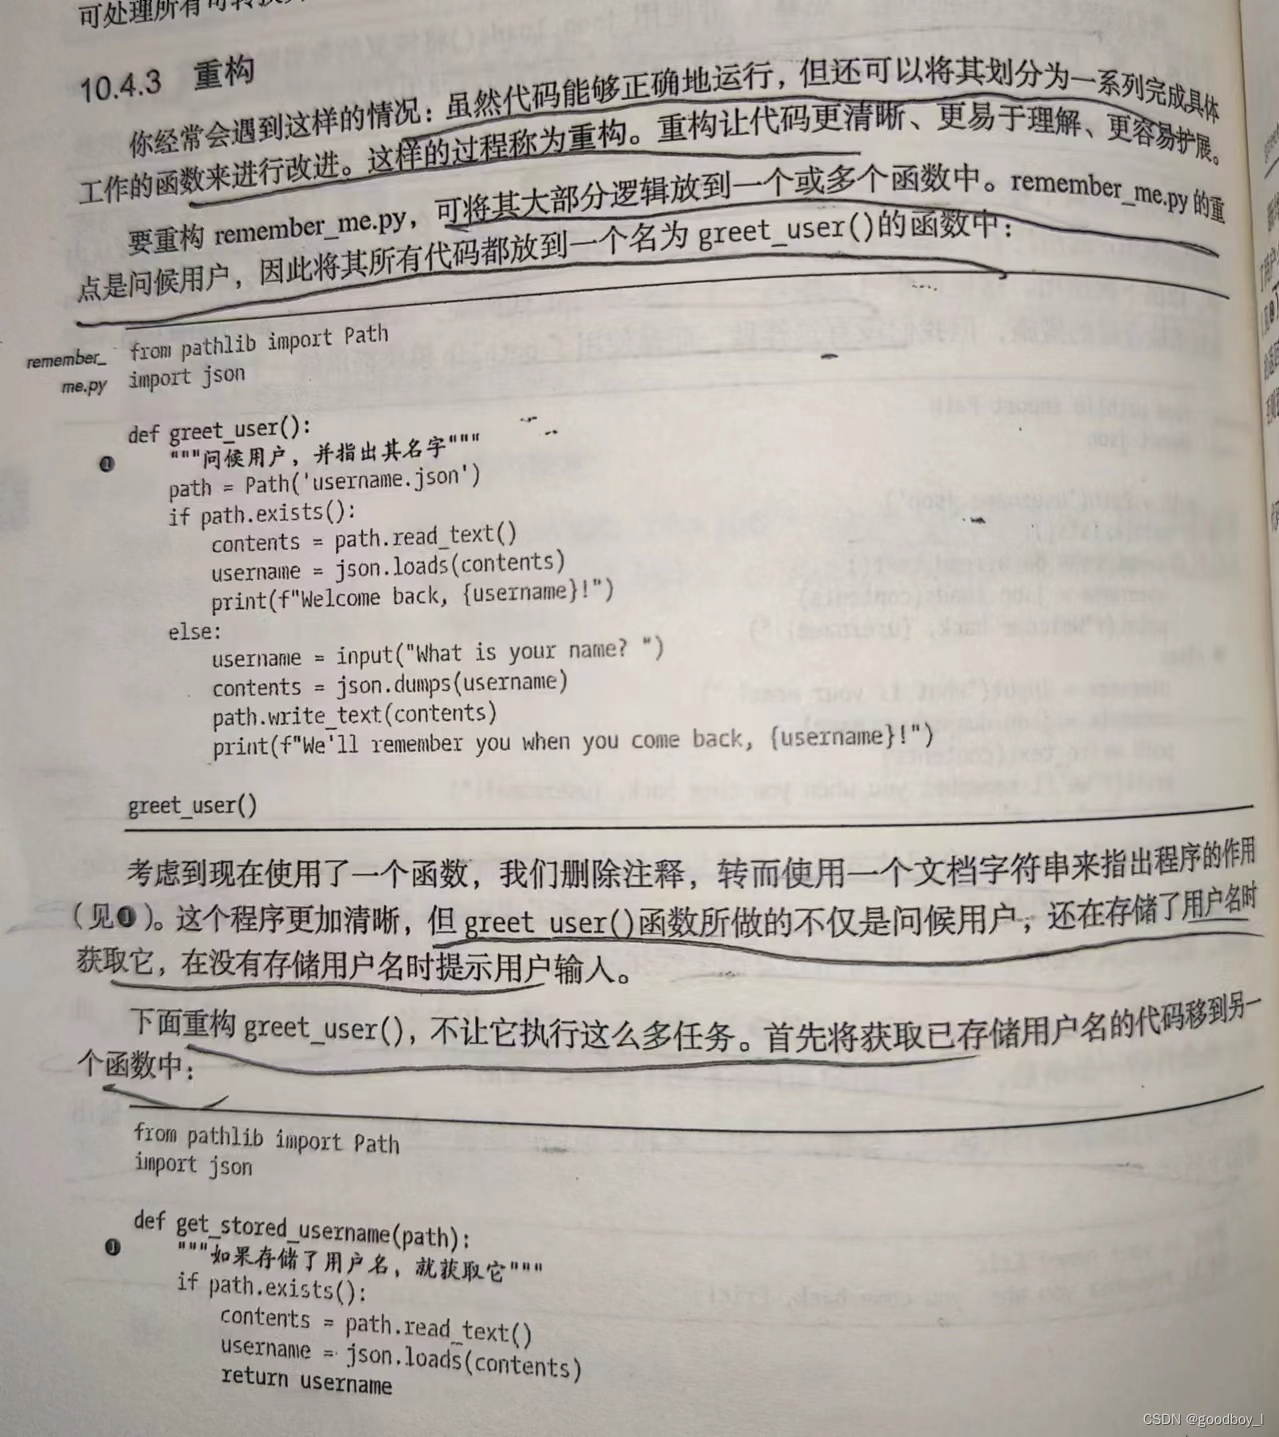 可处理所有可转换
10.4.3 重构
你经常会遇到这样的情况：虽然代码能够正确地运行，但还可以将其划分为一系列完成具体
工作的函数来进行改进。这样的过程称为重构。重构让代码更清晰、更易于理解、更容易扩展。
要重构 remember_me.py，可将其大部分逻辑放到一个或多个函数中。remember_me.py 的重
点是问候用户，因此将其所有代码都放到一个名为 greet_user()的函数中：
remember_
me.py
from pathlib import Path
import json
def greet_user():
❶ """问候用户，并指出其名字"""
path = Path('username.json')
if path.exists():
contents = path.read_text()
username = json.loads(contents)
print(f"Welcome back, {username}!")
else:
username = input("What is your name? ")
contents = json.dumps(username)
path.write_text(contents)
print(f"We'll remember you when you come back, {username}!")
greet_user()
考虑到现在使用了一个函数，我们删除注释，转而使用一个文档字符串来指出程序的作用
（见❶）。这个程序更加清晰，但 greet_user()函数所做的不仅是问候用户，还在存储了用户名时
获取它，在没有存储用户名时提示用户输入。
下面重构 greet_user()，不让它执行这么多任务。首先将获取已存储用户名的代码移到另一
个函数中：
from pathlib import Path
import json
def get_stored_username(path):
❶ """如果存储了用户名，就获取它"""
if path.exists():
contents = path.read_text()
username = json.loads(contents)
return username
CSDN @goodboy_l